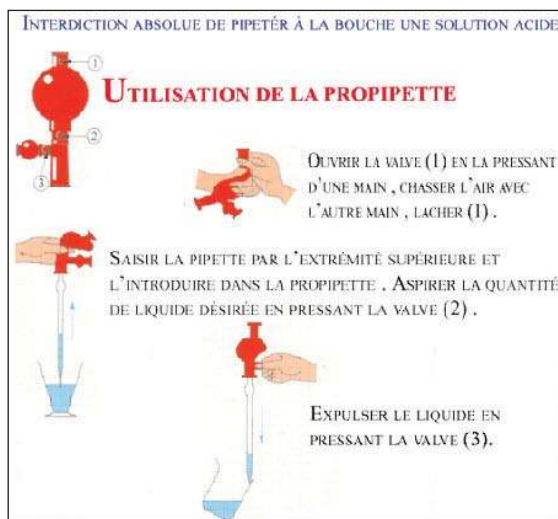 INTERDICTION ABSOLUE DE PIPETÉR À LA BOUCHE UNE SOLUTION ACIDE
1
2
3
UTILISATION DE LA PROPIPETTE
OUVRIR LA VALVE (1) EN LA PRESSANT
D'UNE MAIN , CHASSER L'AIR AVEC
L'AUTRE MAIN , LACHER (1) .
SAISIR LA PIPETTE PAR L'EXTRÉMITÉ SUPÉRIEURE ET
L'INTRODUIRE DANS LA PROPIPETTE . ASPIRER LA QUANTITÉ
DE LIQUIDE DÉSIRÉE EN PRESSANT LA VALVE (2) .
EXPULSER LE LIQUIDE EN
PRESSANT LA VALVE (3).